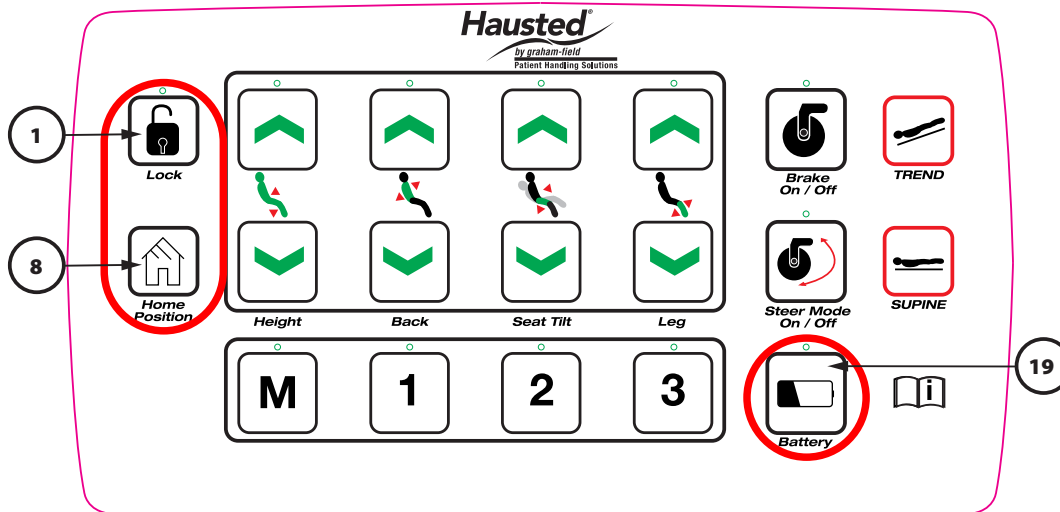 Hausted®
by graham-field
Patient Handling Solutions
1
Lock
Brake
On / Off
TREND
8
Home
Position
Height
Back
Seat Tilt
Leg
Steer Mode
On / Off
SUPINE
M
1
2
3
19
Battery
i